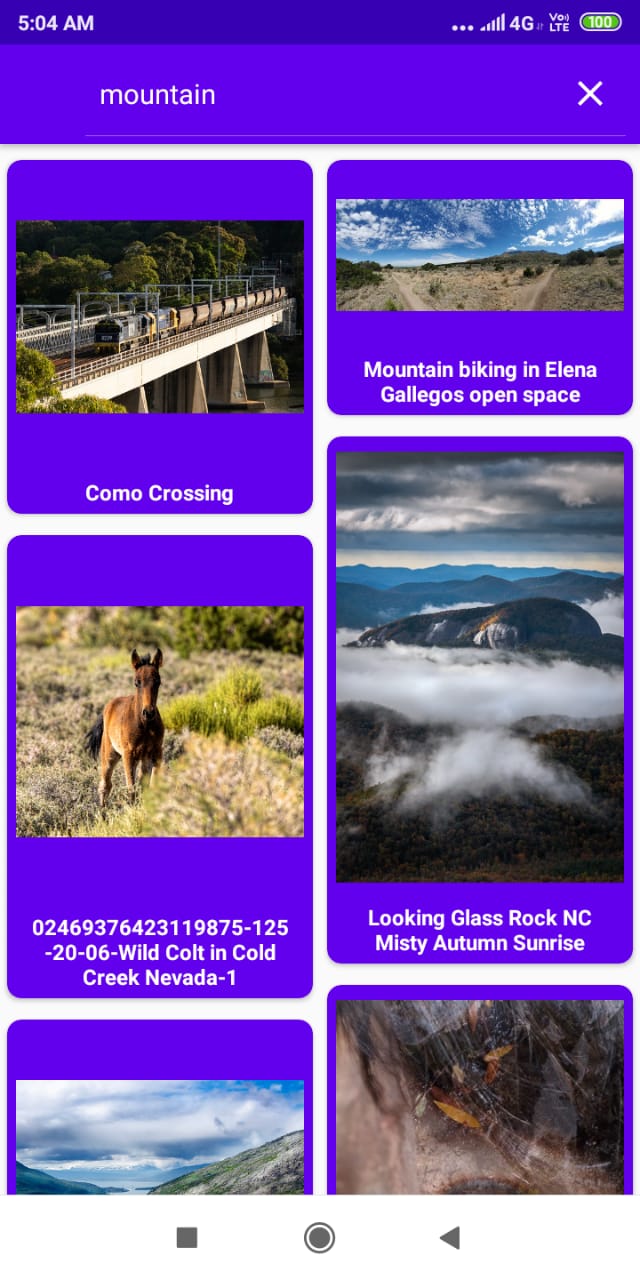 5:04 AM
4G
Vo))
LTE
100
mountain
Como Crossing
Mountain biking in Elena
Gallegos open space
02469376423119875-125
-20-06-Wild Colt in Cold
Creek Nevada-1
Looking Glass Rock NC
Misty Autumn Sunrise